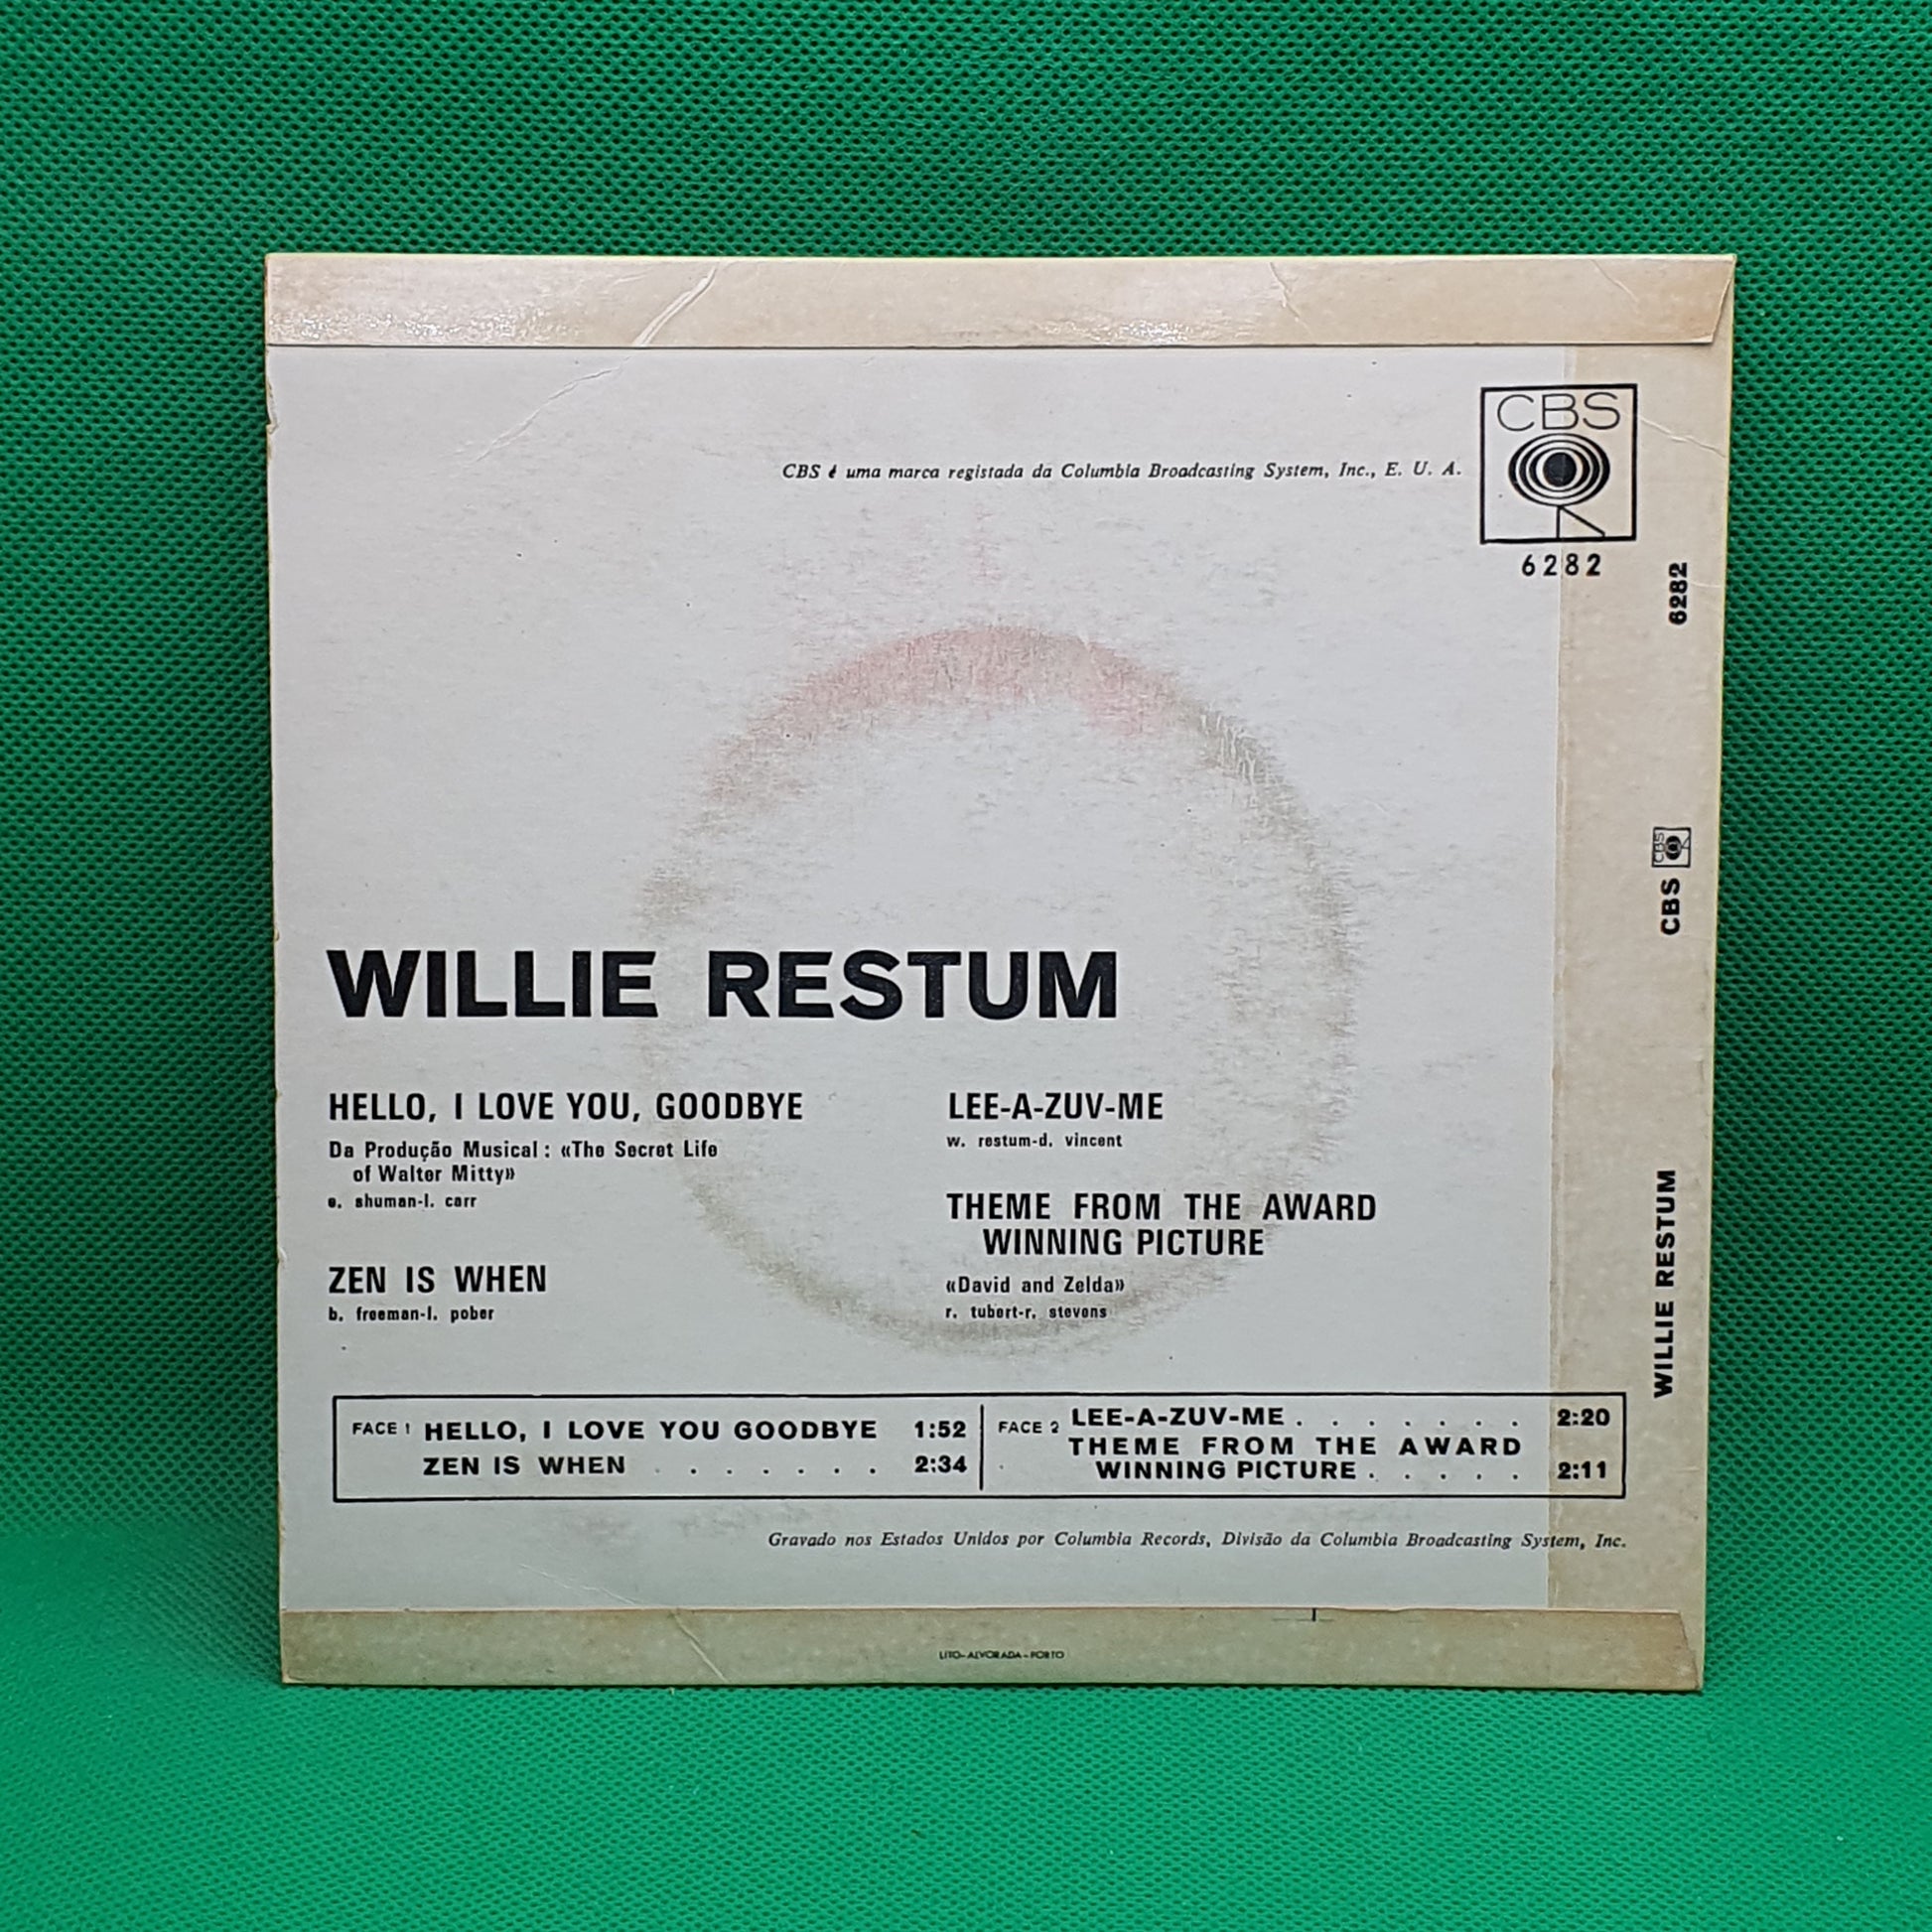 CBS
CBS é uma marca registada da Columbia Broadcasting System, Inc., E. U. A.
6282
6282
CBS
CBS
WILLIE RESTUM
WILLIE RESTUM
HELLO, I LOVE YOU, GOODBYE
Da Produção Musical: «The Secret Life
of Walter Mitty»
e. shuman-l. carr
ZEN IS WHEN
b. freeman-l. pober
LEE-A-ZUV-ME
w. restum-d. vincent
THEME FROM THE AWARD
WINNING PICTURE
«David and Zelda»
r. tubert-r. stevens
FACE 1 HELLO, I LOVE YOU GOODBYE 1:52
ZEN IS WHEN . . . . . . . 2:34
FACE 2 LEE-A-ZUV-ME . . . . . . . 2:20
THEME FROM THE AWARD
WINNING PICTURE . . . . . 2:11
Gravado nos Estados Unidos por Columbia Records, Divisão da Columbia Broadcasting System, Inc.
LITO-ALVORADA-PORTO